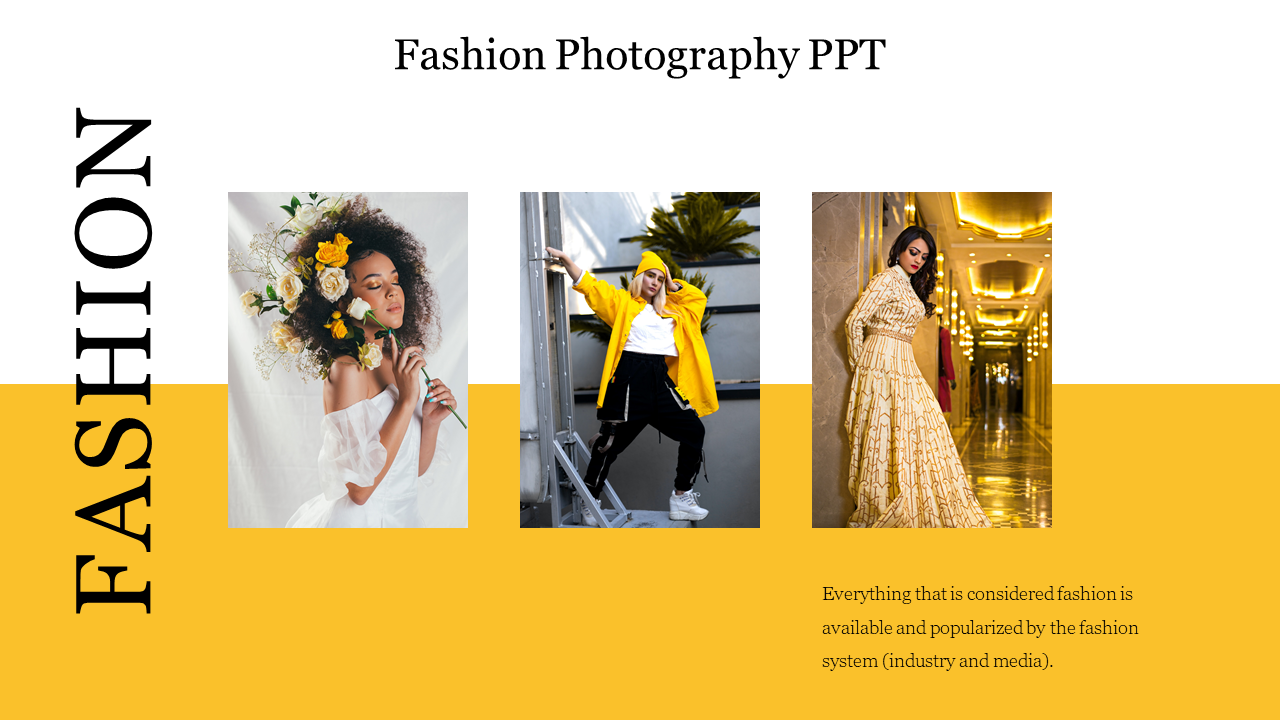 Fashion Photography PPT
FASHION
Everything that is considered fashion is
available and popularized by the fashion
system (industry and media).